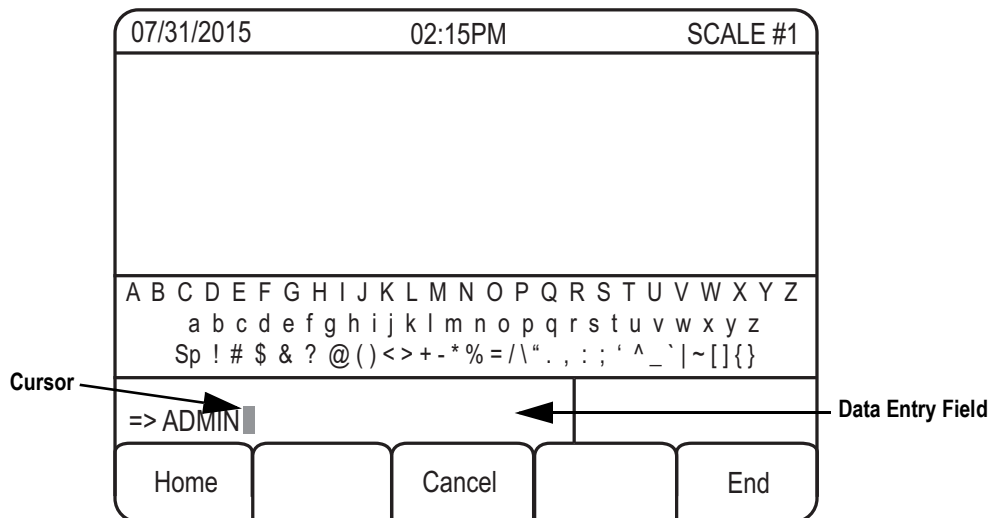 07/31/2015 02:15PM SCALE #1
A B C D E F G H I J K L M N O P Q R S T U V W X Y Z
a b c d e f g h i j k l m n o p q r s t u v w x y z
Sp ! # $ & ? @ ( ) < > + - * % = / \ “ . , : ; ‘ ^ _ ` | ~ [ ] { }
Cursor
=> ADMIN
Data Entry Field
Home Cancel End